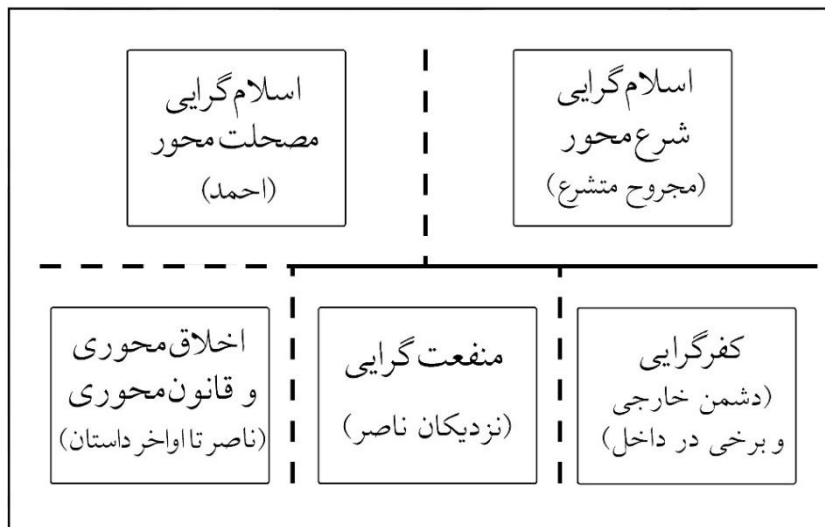 اسلام‌گرایی
شرع‌محور
(مجروح متشرع)
اسلام‌گرایی
مصحلت‌محور
(احمد)
کفرگرایی
(دشمن خارجی
و برخی در داخل)
منفعت‌گرایی
(نزدیکان ناصر)
اخلاق‌محوری
و قانون‌محوری
(ناصر تا اواخر داستان)